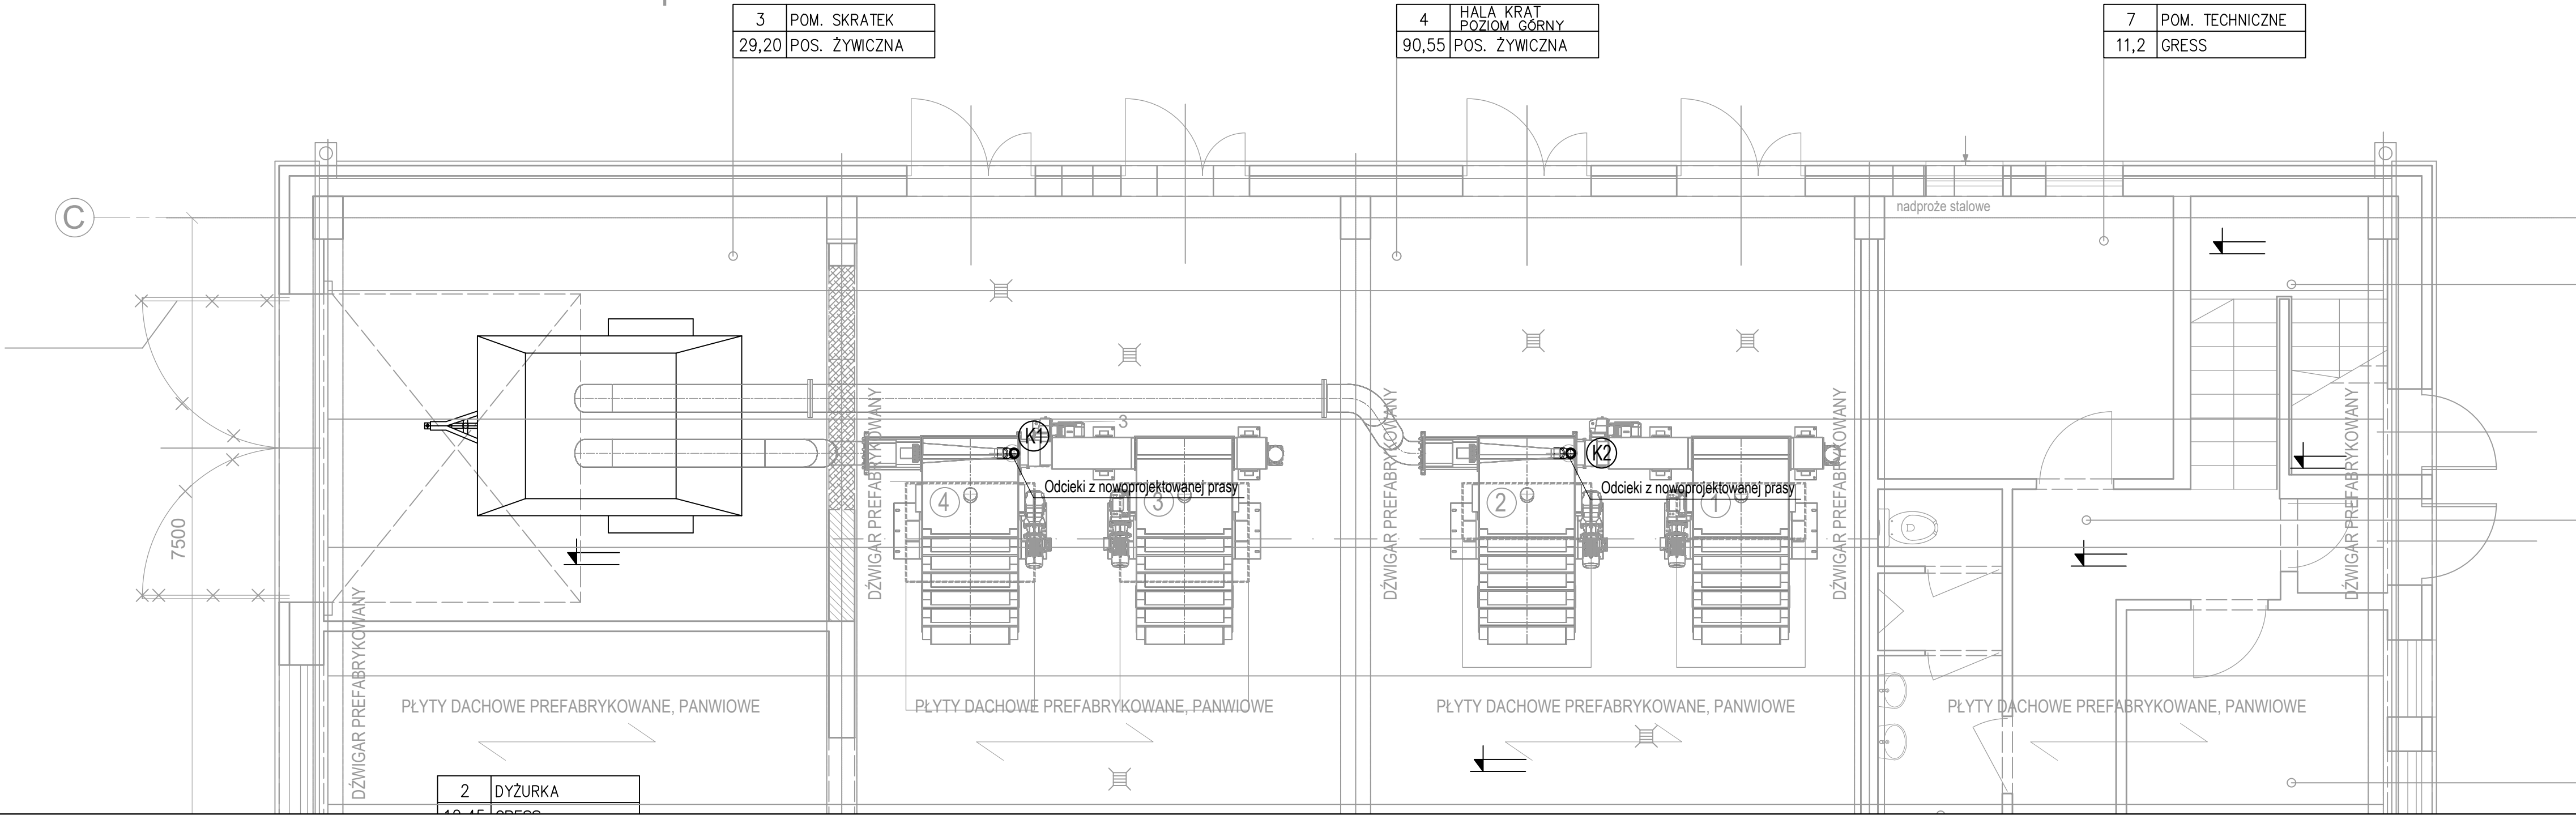 3 POM. SKRATEK
29,20 POS. ŻYWICZNA
4 HALA KRAT
POZIOM GÓRNY
90,55 POS. ŻYWICZNA
7 POM. TECHNICZNE
11,2 GRESS
C
nadproże stalowe
7500
DŹWIGAR PREFABRYKOWANY
DŹWIGAR PREFABRYKOWANY
DŹWIGAR PREFABRYKOWANY
DŹWIGAR PREFABRYKOWANY
DŹWIGAR PREFABRYKOWANY
K1
3
K2
Odcieki z nowoprojektowanej prasy
Odcieki z nowoprojektowanej prasy
4
3
2
1
PŁYTY DACHOWE PREFABRYKOWANE, PANWIOWE
PŁYTY DACHOWE PREFABRYKOWANE, PANWIOWE
PŁYTY DACHOWE PREFABRYKOWANE, PANWIOWE
PŁYTY DACHOWE PREFABRYKOWANE, PANWIOWE
2 DYŻURKA